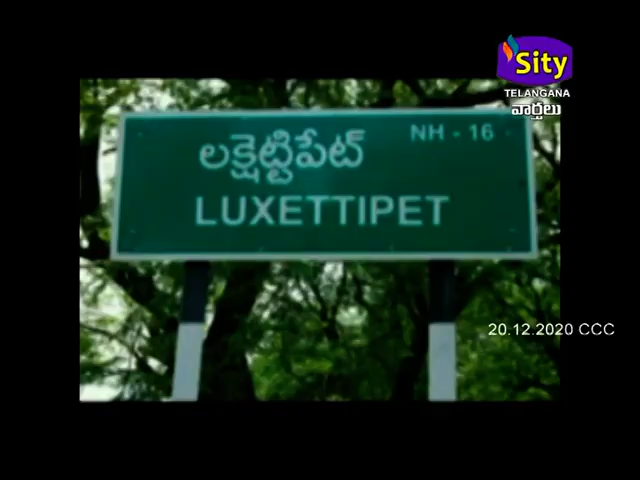 Sity
TELANGANA
వార్తలు
NH - 16
లక్షెట్టిపేట్
LUXETTIPET
20.12.2020 CCC